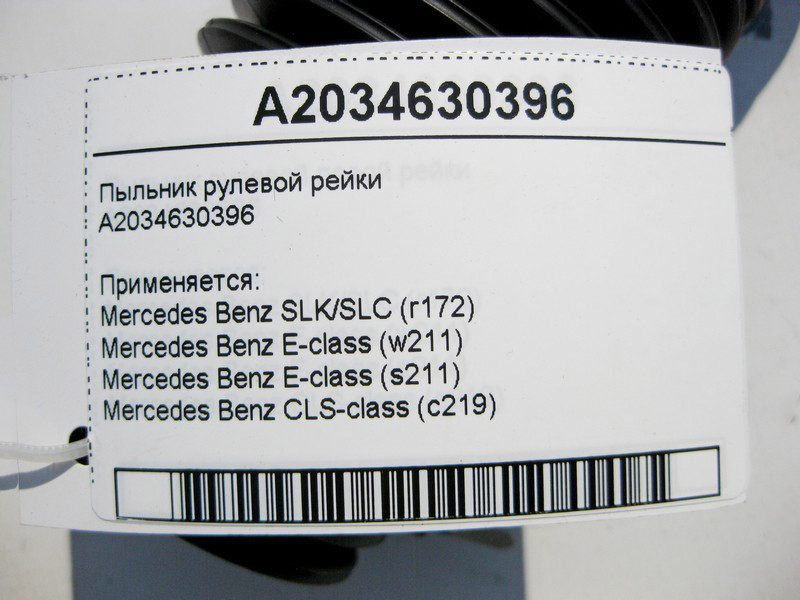 A2034630396
Пыльник рулевой рейки
A2034630396
Применяется:
Mercedes Benz SLK/SLC (r172)
Mercedes Benz E-class (w211)
Mercedes Benz E-class (s211)
Mercedes Benz CLS-class (c219)